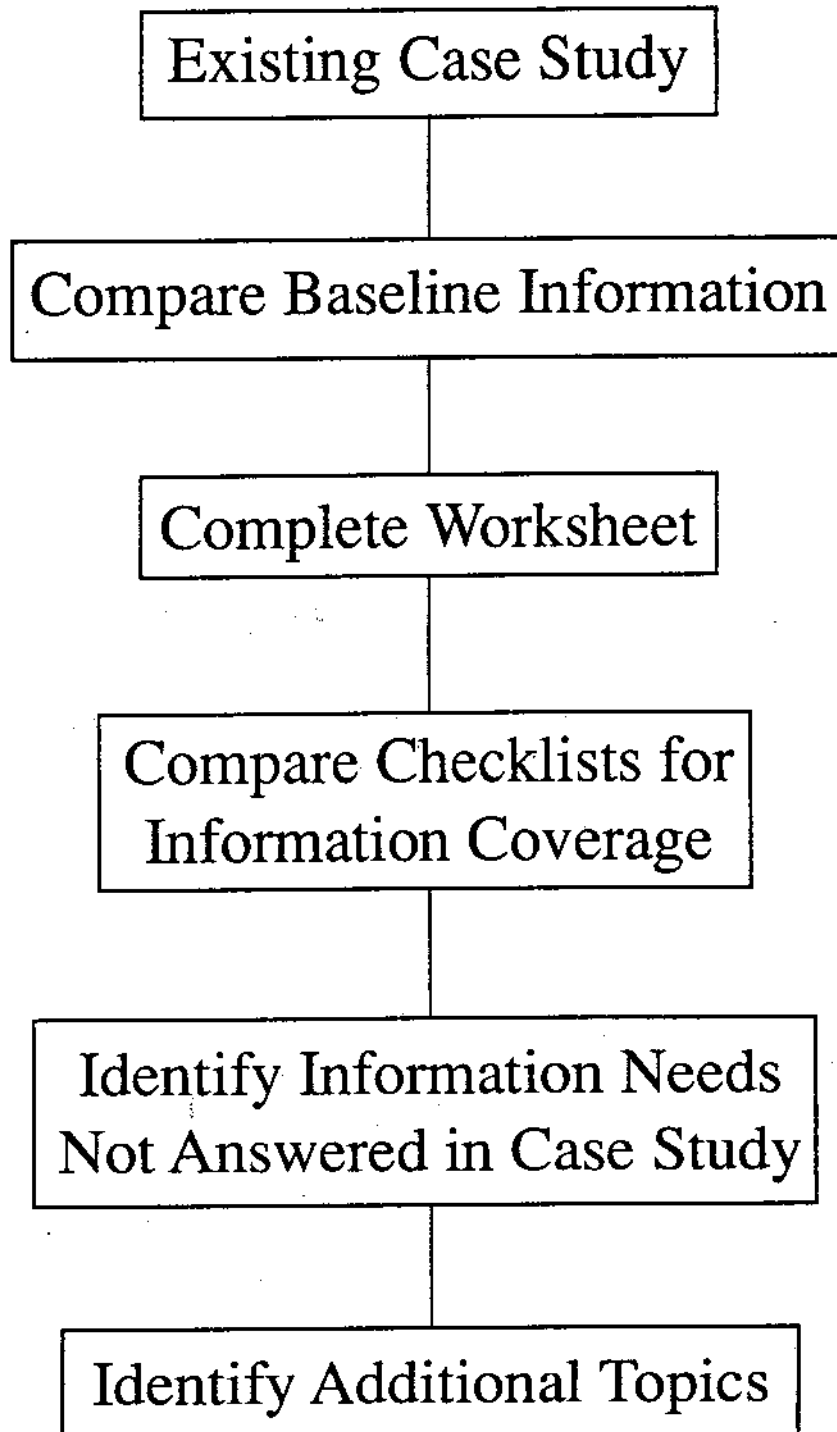 Existing Case Study
Compare Baseline Information
Complete Worksheet
Compare Checklists for
Information Coverage
Identify Information Needs
Not Answered in Case Study
Identify Additional Topics